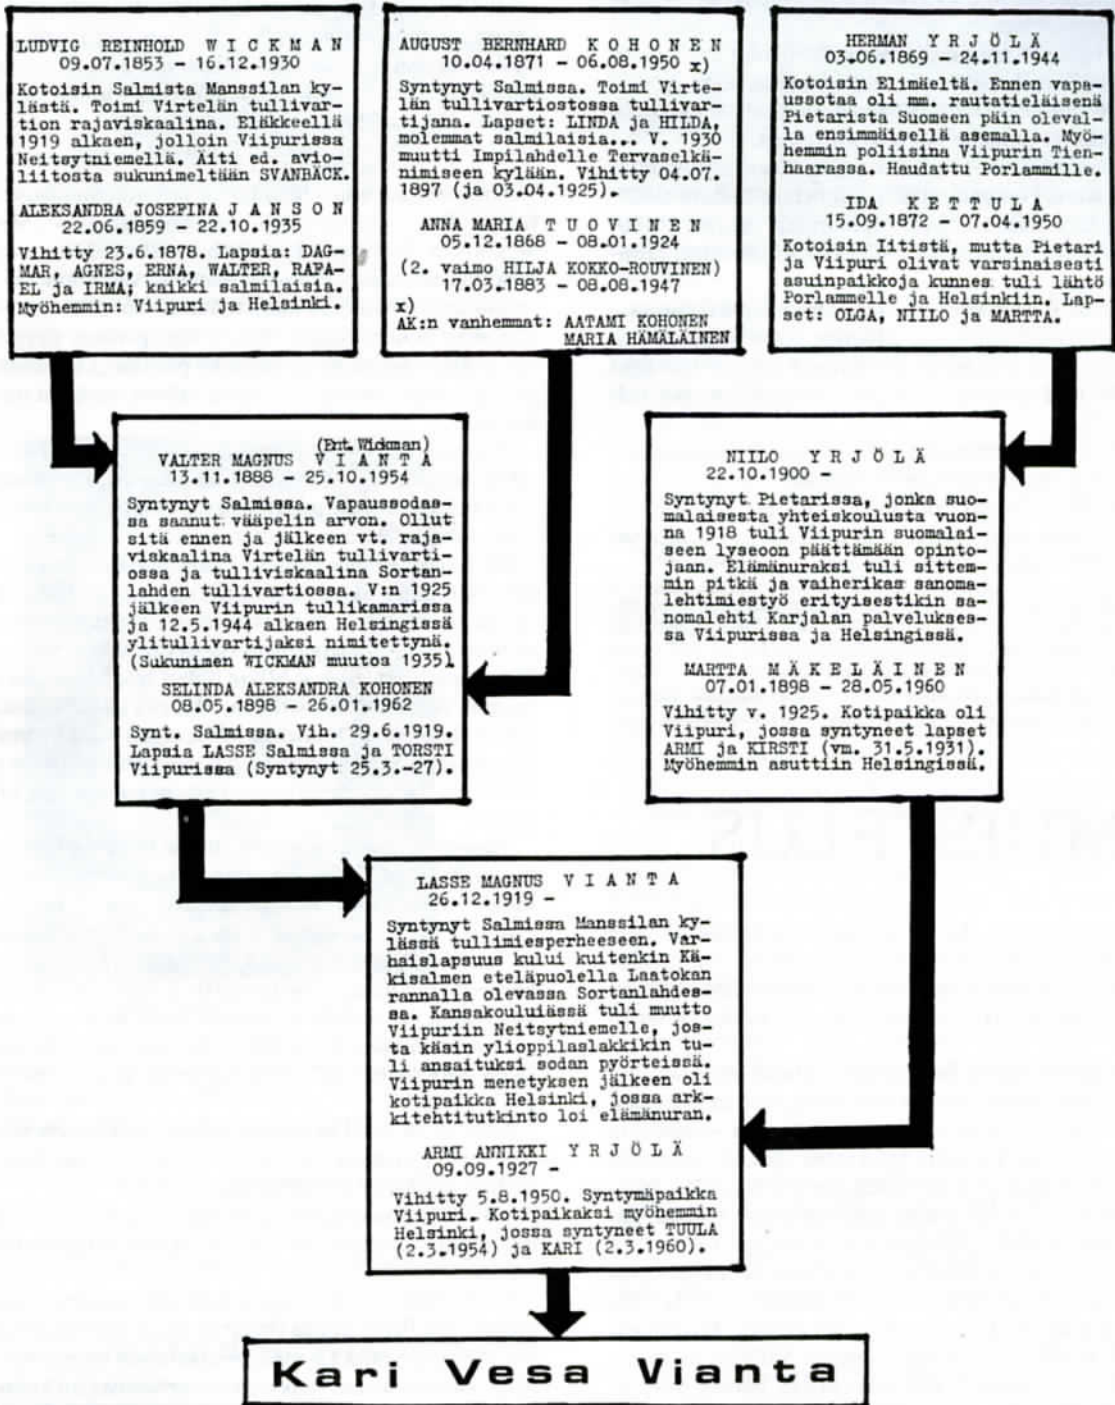 LUDVIG REINHOLD W I C K M A N
09.07.1853 - 16.12.1930
Kotoisin Salmista Manssilan ky-
lästä. Toimi Virtelän tullivar-
tion rajaviskaalina. Eläkkeellä
1919 alkaen, jolloin Viipurissa
Neitsytniemellä. Äiti ed. avio-
liitosta sukunimeltään SVANBÄCK.
ALEKSANDRA JOSEFINA J A N S O N
22.06.1859 - 22.10.1935
Vihitty 23.6.1878. Lapsia: DAG-
MAR, AGNES, ERNA, WALTER, RAFA-
EL ja IRMA; kaikki salmilaisia.
Myöhemmin: Viipuri ja Helsinki.
AUGUST BERNHARD K O H O N E N
10.04.1871 - 06.08.1950 x)
Syntynyt Salmissa. Toimi Virte-
län tullivartiostossa tullivar-
tijana. Lapset: LINDA ja HILDA,
molemmat salmilaisia... V. 1930
muutti Impilahdelle Tervaselkä-
nimiseen kylään. Vihitty 04.07.
1897 (ja 03.04.1925).
ANNA MARIA T U O V I N E N
05.12.1868 - 08.01.1924
(2. vaimo HILJA KOKKO-ROUVINEN)
17.03.1883 - 08.08.1947
x)
AK:n vanhemmat: AATAMI KOHONEN
MARIA HÄMÄLÄINEN
HERMAN Y R J Ö L Ä
03.06.1869 - 24.11.1944
Kotoisin Elimäeltä. Ennen vapa-
ussotaa oli mm. rautatieläisenä
Pietarista Suomeen päin oleval-
la ensimmäisellä asemalla. Myö-
hemmin poliisina Viipurin Tien-
haarassa. Haudattu Porlammille.
IDA K E T T U L A
15.09.1872 - 07.04.1950
Kotoisin Iitistä, mutta Pietari
ja Viipuri olivat varsinaisesti
asuinpaikkoja kunnes tuli lähtö
Porlammelle ja Helsinkiin. Lap-
set: OLGA, NIILO ja MARTTA.
(Ent. Wickman)
VALTER MAGNUS V I A N T A
13.11.1888 - 25.10.1954
Syntynyt Salmissa. Vapaussodas-
sa saanut vääpelin arvon. Ollut
sitä ennen ja jälkeen vt. raja-
viskaalina Virtelän tullivarti-
ossa ja tulliviskaalina Sortan-
lahden tullivartiossa. V:n 1925
jälkeen Viipurin tullikamarissa
ja 12.5.1944 alkaen Helsingissä
ylitullivartijaksi nimitettynä.
(Sukunimen WICKMAN muutos 1935)
SELINDA ALEKSANDRA KOHONEN
08.05.1898 - 26.01.1962
Synt. Salmissa. Vih. 29.6.1919.
Lapsia LASSE Salmissa ja TORSTI
Viipurissa (Syntynyt 25.3.-27).
NIILO Y R J Ö L Ä
22.10.1900 -
Syntynyt Pietarissa, jonka suo-
malaisesta yhteiskoulusta vuon-
na 1918 tuli Viipurin suomalai-
seen lyseoon päättämään opinto-
jaan. Elämänuraksi tuli sittem-
min pitkä ja vaiherikas sanoma-
lehtimiestyö erityisestikin sa-
nomalehti Karjalan palvelukses-
sa Viipurissa ja Helsingissä.
MARTTA M Ä K E L Ä I N E N
07.01.1898 - 28.05.1960
Vihitty v. 1925. Kotipaikka oli
Viipuri, jossa syntyneet lapset
ARMI ja KIRSTI (vm. 31.5.1931).
Myöhemmin asuttiin Helsingissä.
LASSE MAGNUS V I A N T A
26.12.1919 -
Syntynyt Salmissa Manssilan ky-
lässä tullimiesperheeseen. Var-
haislapsuus kului kuitenkin Kä-
kisalmen eteläpuolella Laatokan
rannalla olevassa Sortanlahdes-
sa. Kansakouluiässä tuli muutto
Viipuriin Neitsytniemelle, jos-
ta käsin ylioppilaslakkikin tu-
li ansaituksi sodan pyörteissä.
Viipurin menetyksen jälkeen oli
kotipaikka Helsinki, jossa ark-
kitehtitutkinto loi elämänuran.
ARMI ANNIKKI Y R J Ö L Ä
09.09.1927 -
Vihitty 5.8.1950. Syntymäpaikka
Viipuri. Kotipaikaksi myöhemmin
Helsinki, jossa syntyneet TUULA
(2.3.1954) ja KARI (2.3.1960).
Kari Vesa Vianta